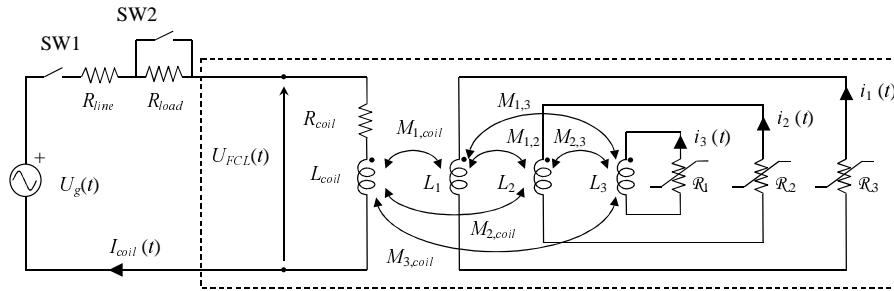 SW2
SW1
R_line
R_load
+
U_g(t)
I_coil (t)
U_FCL(t)
R_coil
L_coil
M_1,coil
M_1,3
M_1,2
M_2,3
L_1
L_2
L_3
M_2,coil
M_3,coil
i_3 (t)
i_2 (t)
i_1 (t)
R_1
R_2
R_3